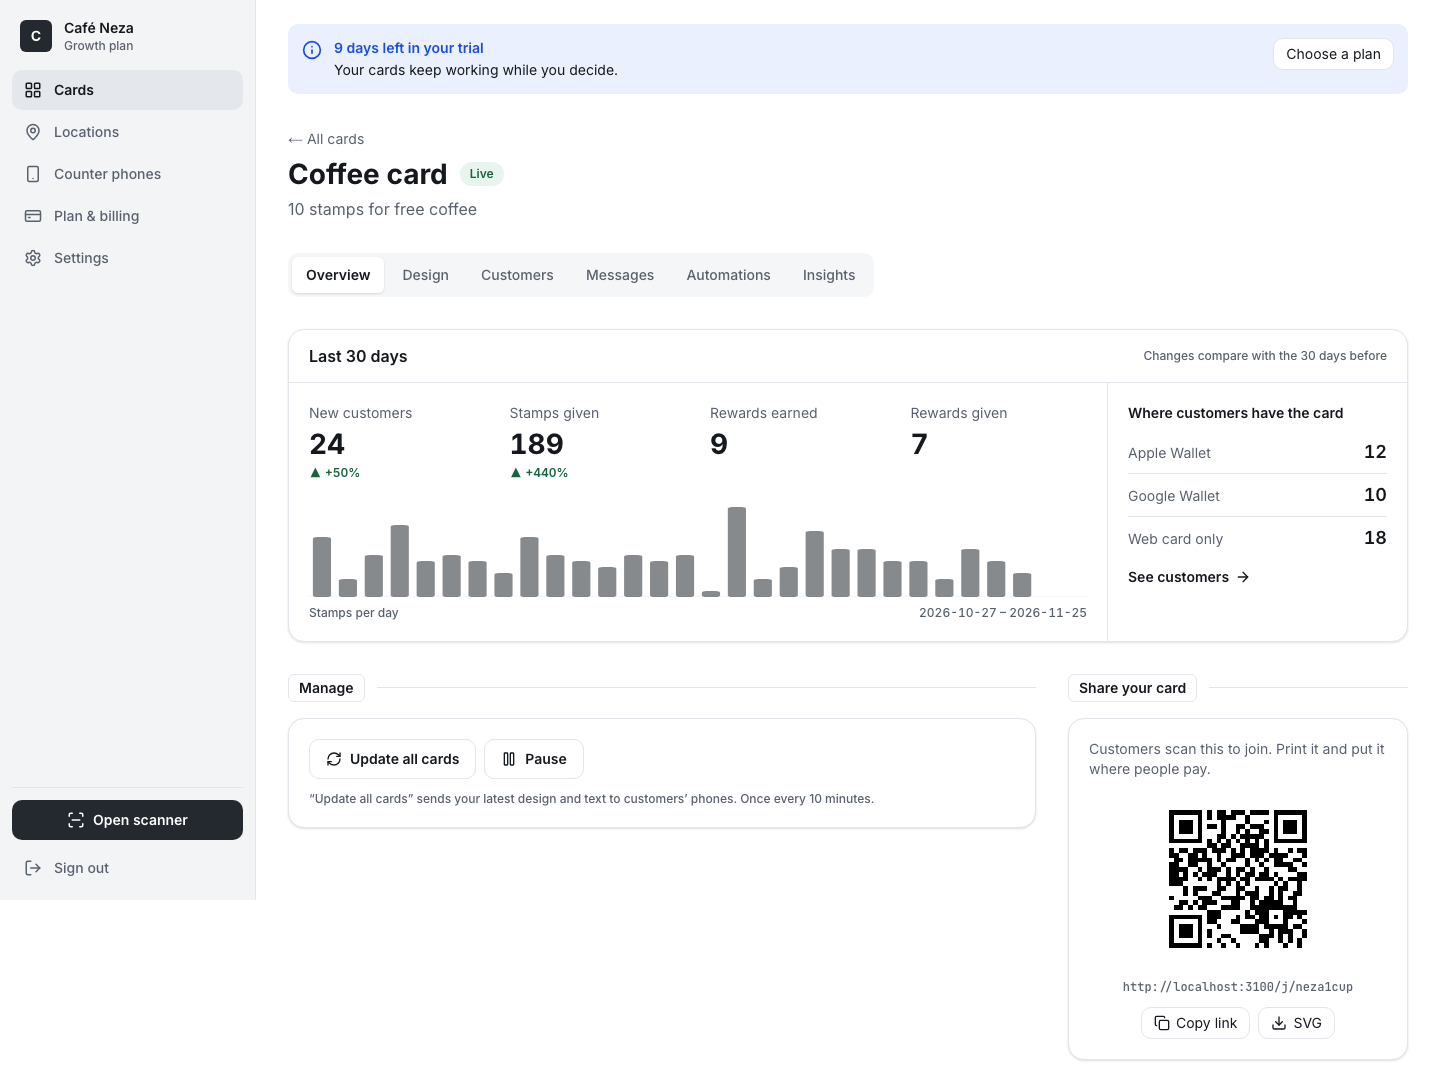 C
Café Neza
Growth plan
Cards
Locations
Counter phones
Plan & billing
Settings
Open scanner
Sign out
9 days left in your trial
Your cards keep working while you decide.
Choose a plan
← All cards
Coffee card
Live
10 stamps for free coffee
Overview
Design
Customers
Messages
Automations
Insights
Last 30 days
Changes compare with the 30 days before
New customers
24
▲ +50%
Stamps given
189
▲ +440%
Rewards earned
9
Rewards given
7
Stamps per day
2026-10-27 – 2026-11-25
Where customers have the card
Apple Wallet 12
Google Wallet 10
Web card only 18
See customers →
Manage
Update all cards
Pause
“Update all cards” sends your latest design and text to customers’ phones. Once every 10 minutes.
Share your card
Customers scan this to join. Print it and put it
where people pay.
http://localhost:3100/j/neza1cup
Copy link
SVG